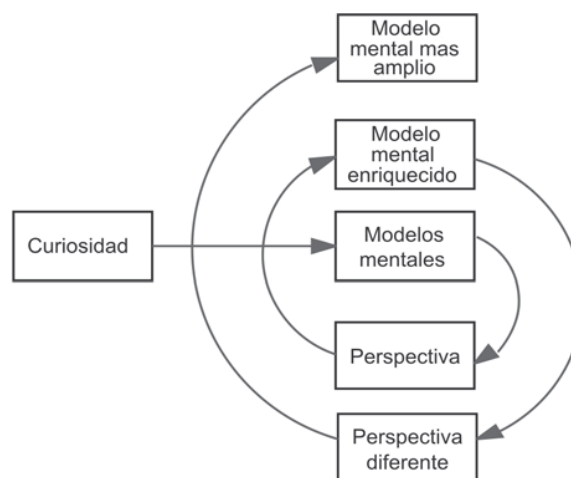 Modelo
mental mas
amplio
Modelo
mental
enriquecido
Curiosidad
Modelos
mentales
Perspectiva
Perspectiva
diferente